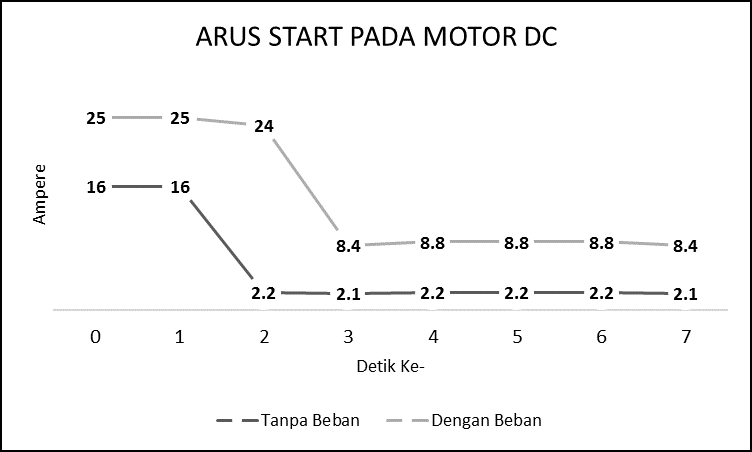 ARUS START PADA MOTOR DC
Ampere
25 25 24 8.4 8.8 8.8 8.8 8.4
16 16 2.2 2.1 2.2 2.2 2.2 2.1
0 1 2 3 4 5 6 7
Detik Ke-
Tanpa Beban Dengan Beban